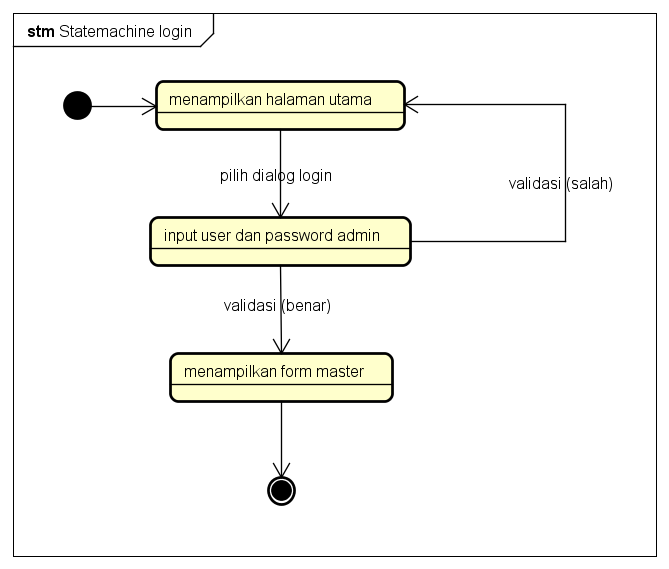 stm Statemachine login
menampilkan halaman utama
pilih dialog login
validasi (salah)
input user dan password admin
validasi (benar)
menampilkan form master